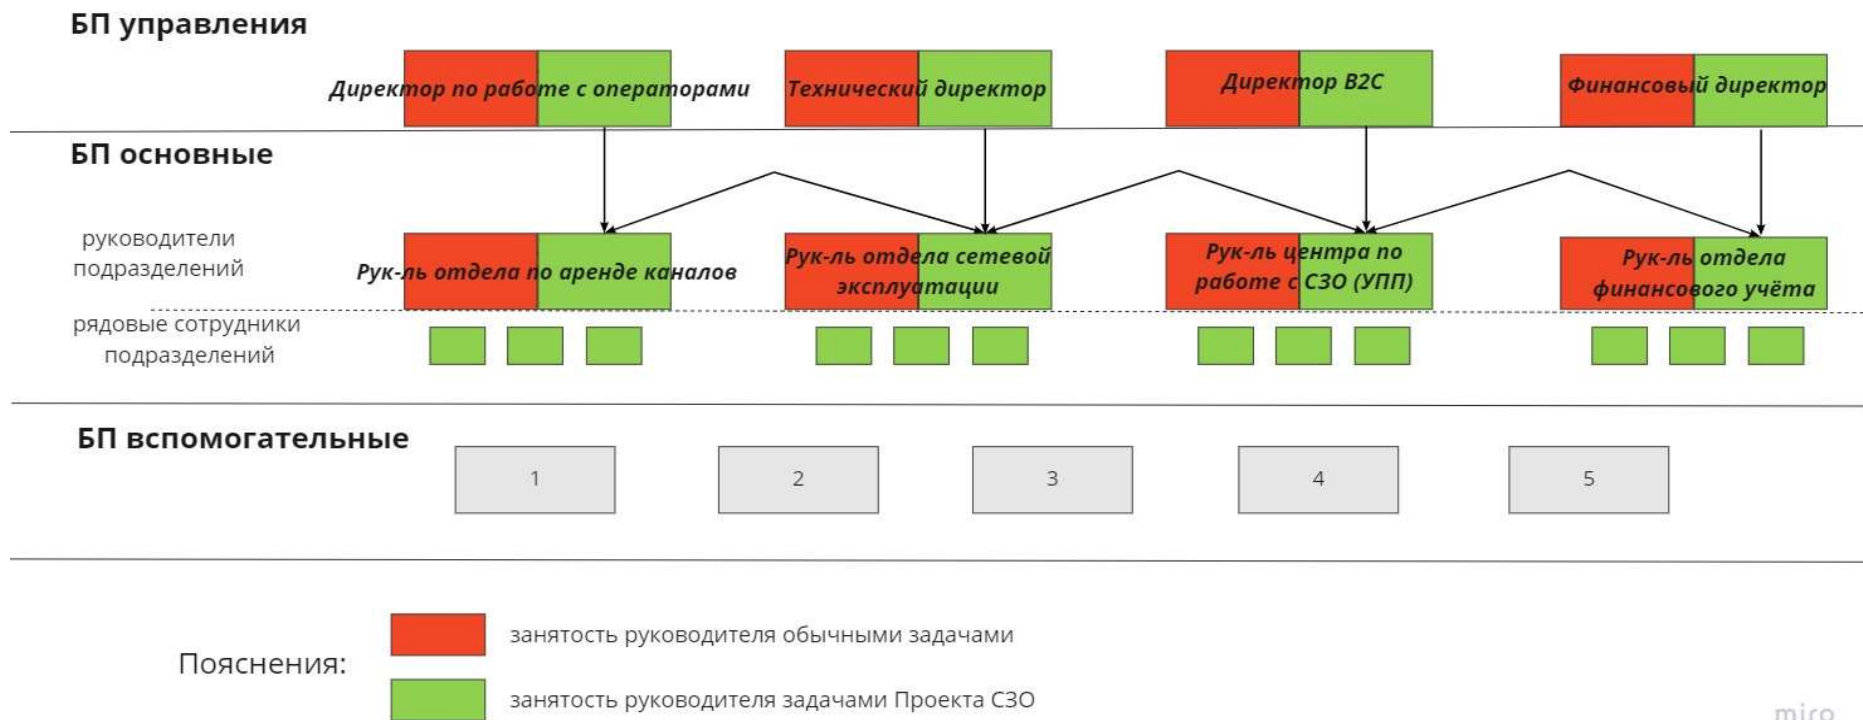 БП управления
Директор по работе с операторами
Технический директор
Директор B2C
Финансовый директор
БП основные
руководители
подразделений
Рук-ль отдела по аренде каналов
Рук-ль отдела сетевой
эксплуатации
Рук-ль центра по
работе с СЗО (УПП)
Рук-ль отдела
финансового учёта
рядовые сотрудники
подразделений
БП вспомогательные
1
2
3
4
5
Пояснения:
занятость руководителя обычными задачами
занятость руководителя задачами Проекта СЗО
miro